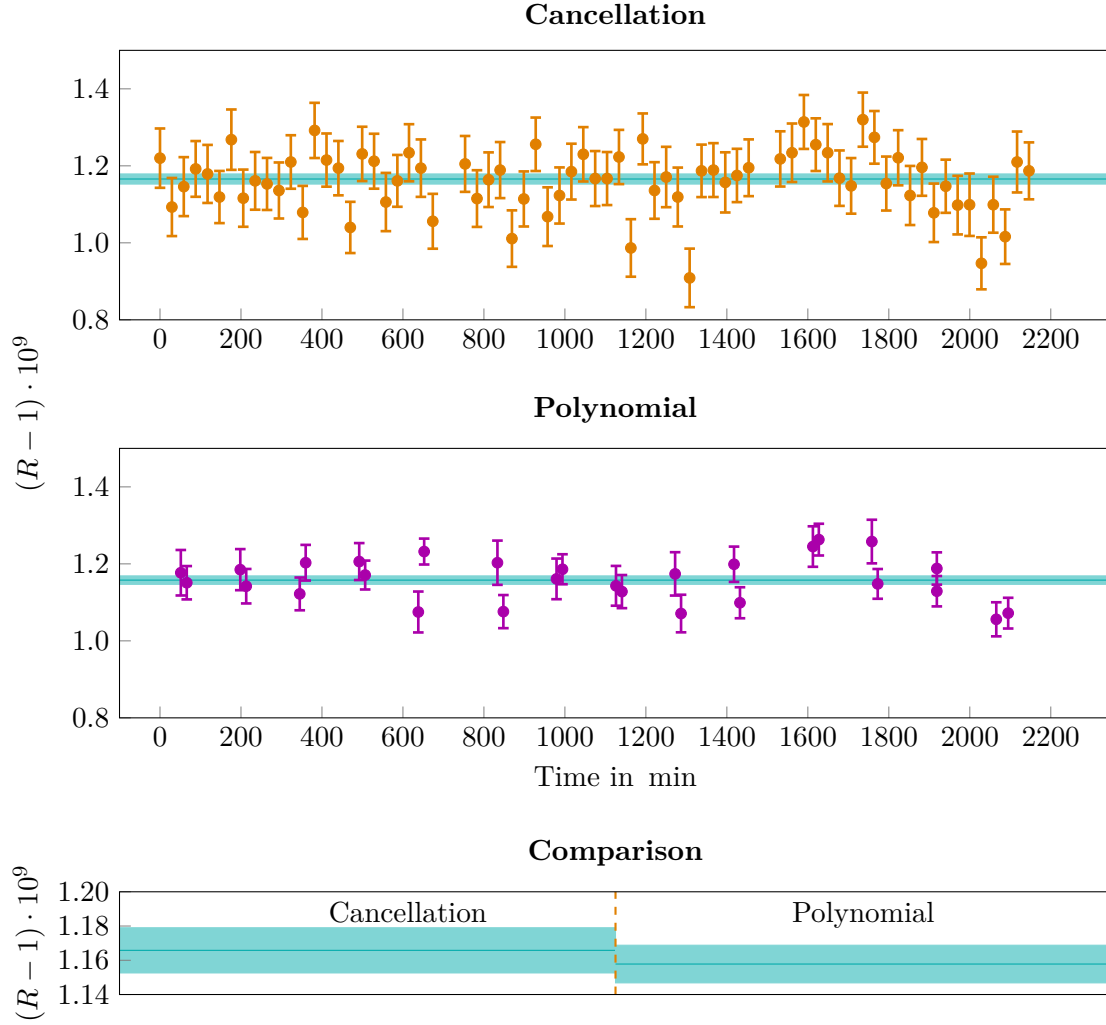 Cancellation
1.4
1.2
1.0
0.8
0 200 400 600 800 1000 1200 1400 1600 1800 2000 2200
(R − 1) · 10⁹
Polynomial
1.4
1.2
1.0
0.8
0 200 400 600 800 1000 1200 1400 1600 1800 2000 2200
Time in min
Comparison
(R − 1) · 10⁹
1.20
1.18
1.16
1.14
Cancellation Polynomial